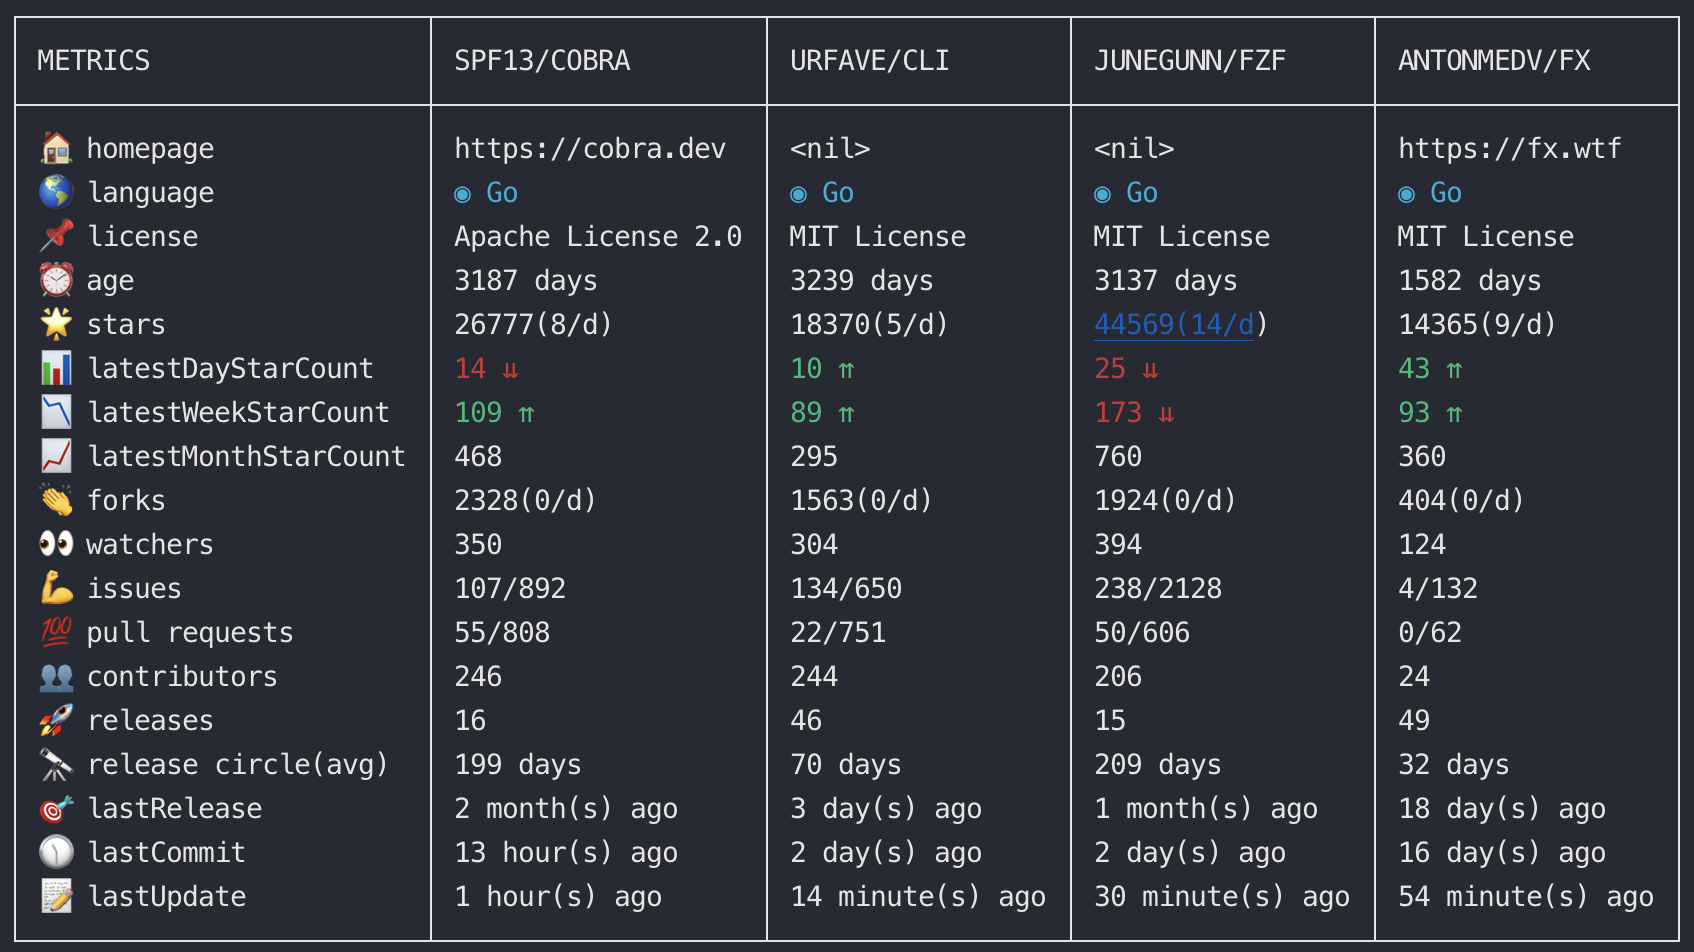 METRICS SPF13/COBRA URFAVE/CLI JUNEGUNN/FZF ANTONMEDV/FX
homepage https://cobra.dev <nil> <nil> https://fx.wtf
language ◉ Go ◉ Go ◉ Go ◉ Go
license Apache License 2.0 MIT License MIT License MIT License
age 3187 days 3239 days 3137 days 1582 days
stars 26777(8/d) 18370(5/d) 44569(14/d) 14365(9/d)
latestDayStarCount 14 ⇊ 10 ⇈ 25 ⇊ 43 ⇈
latestWeekStarCount 109 ⇈ 89 ⇈ 173 ⇊ 93 ⇈
latestMonthStarCount 468 295 760 360
forks 2328(0/d) 1563(0/d) 1924(0/d) 404(0/d)
watchers 350 304 394 124
issues 107/892 134/650 238/2128 4/132
💯 pull requests 55/808 22/751 50/606 0/62
contributors 246 244 206 24
releases 16 46 15 49
release circle(avg) 199 days 70 days 209 days 32 days
lastRelease 2 month(s) ago 3 day(s) ago 1 month(s) ago 18 day(s) ago
lastCommit 13 hour(s) ago 2 day(s) ago 2 day(s) ago 16 day(s) ago
lastUpdate 1 hour(s) ago 14 minute(s) ago 30 minute(s) ago 54 minute(s) ago